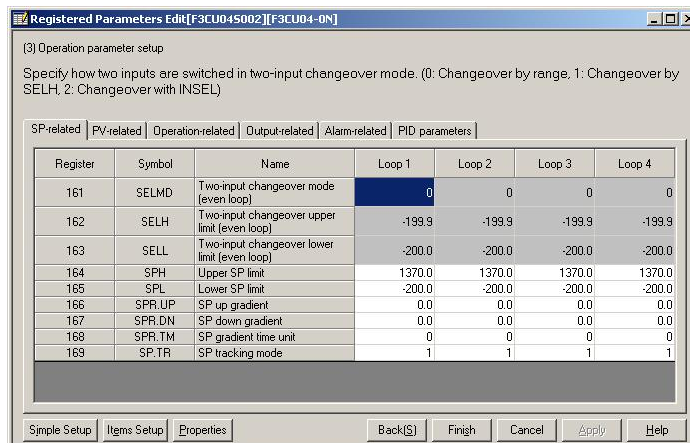 Registered Parameters Edit[F3CU04S002][F3CU04-0N]
(3) Operation parameter setup
Specify how two inputs are switched in two-input changeover mode. (0: Changeover by range, 1: Changeover by
SELH, 2: Changeover with INSEL)
SP-related PV-related Operation-related Output-related Alarm-related PID parameters
Register Symbol Name Loop 1 Loop 2 Loop 3 Loop 4
161 SELMD Two-input changeover mode (even loop) 0 0 0 0
162 SELH Two-input changeover upper limit (even loop) -199.9 -199.9 -199.9 -199.9
163 SELL Two-input changeover lower limit (even loop) -200.0 -200.0 -200.0 -200.0
164 SPH Upper SP limit 1370.0 1370.0 1370.0 1370.0
165 SPL Lower SP limit -200.0 -200.0 -200.0 -200.0
166 SPR.UP SP up gradient 0.0 0.0 0.0 0.0
167 SPR.DN SP down gradient 0.0 0.0 0.0 0.0
168 SPR.TM SP gradient time unit 0 0 0 0
169 SP.TR SP tracking mode 1 1 1 1
Simple Setup Items Setup Properties Back(S) Finish Cancel Apply Help